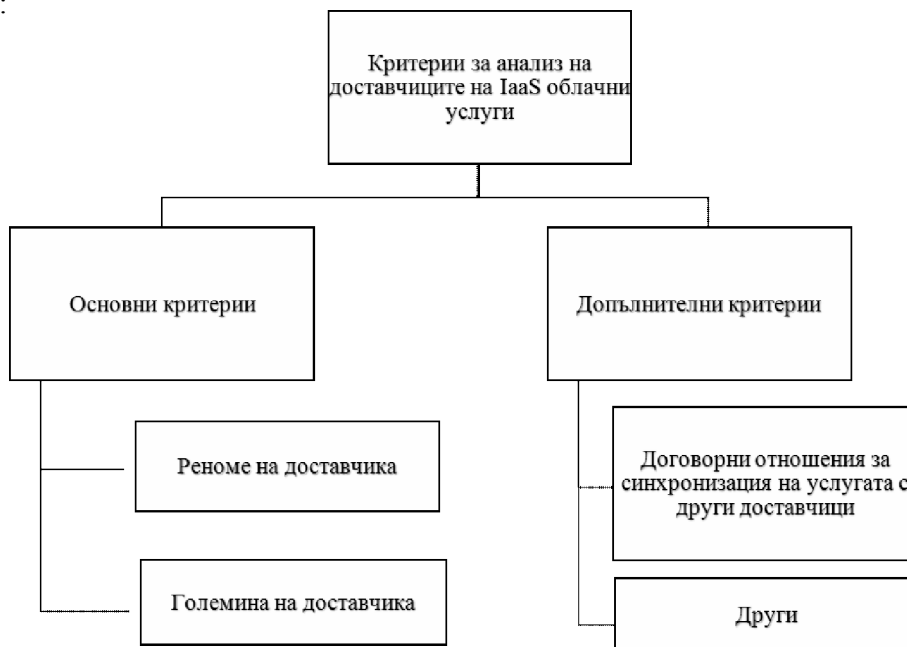 :
Критерии за анализ на
доставчиците на IaaS облачни
услуги
Основни критерии
Допълнителни критерии
Реноме на доставчика
Големина на доставчика
Договорни отношения за
синхронизация на услугата с
други доставчици
Други